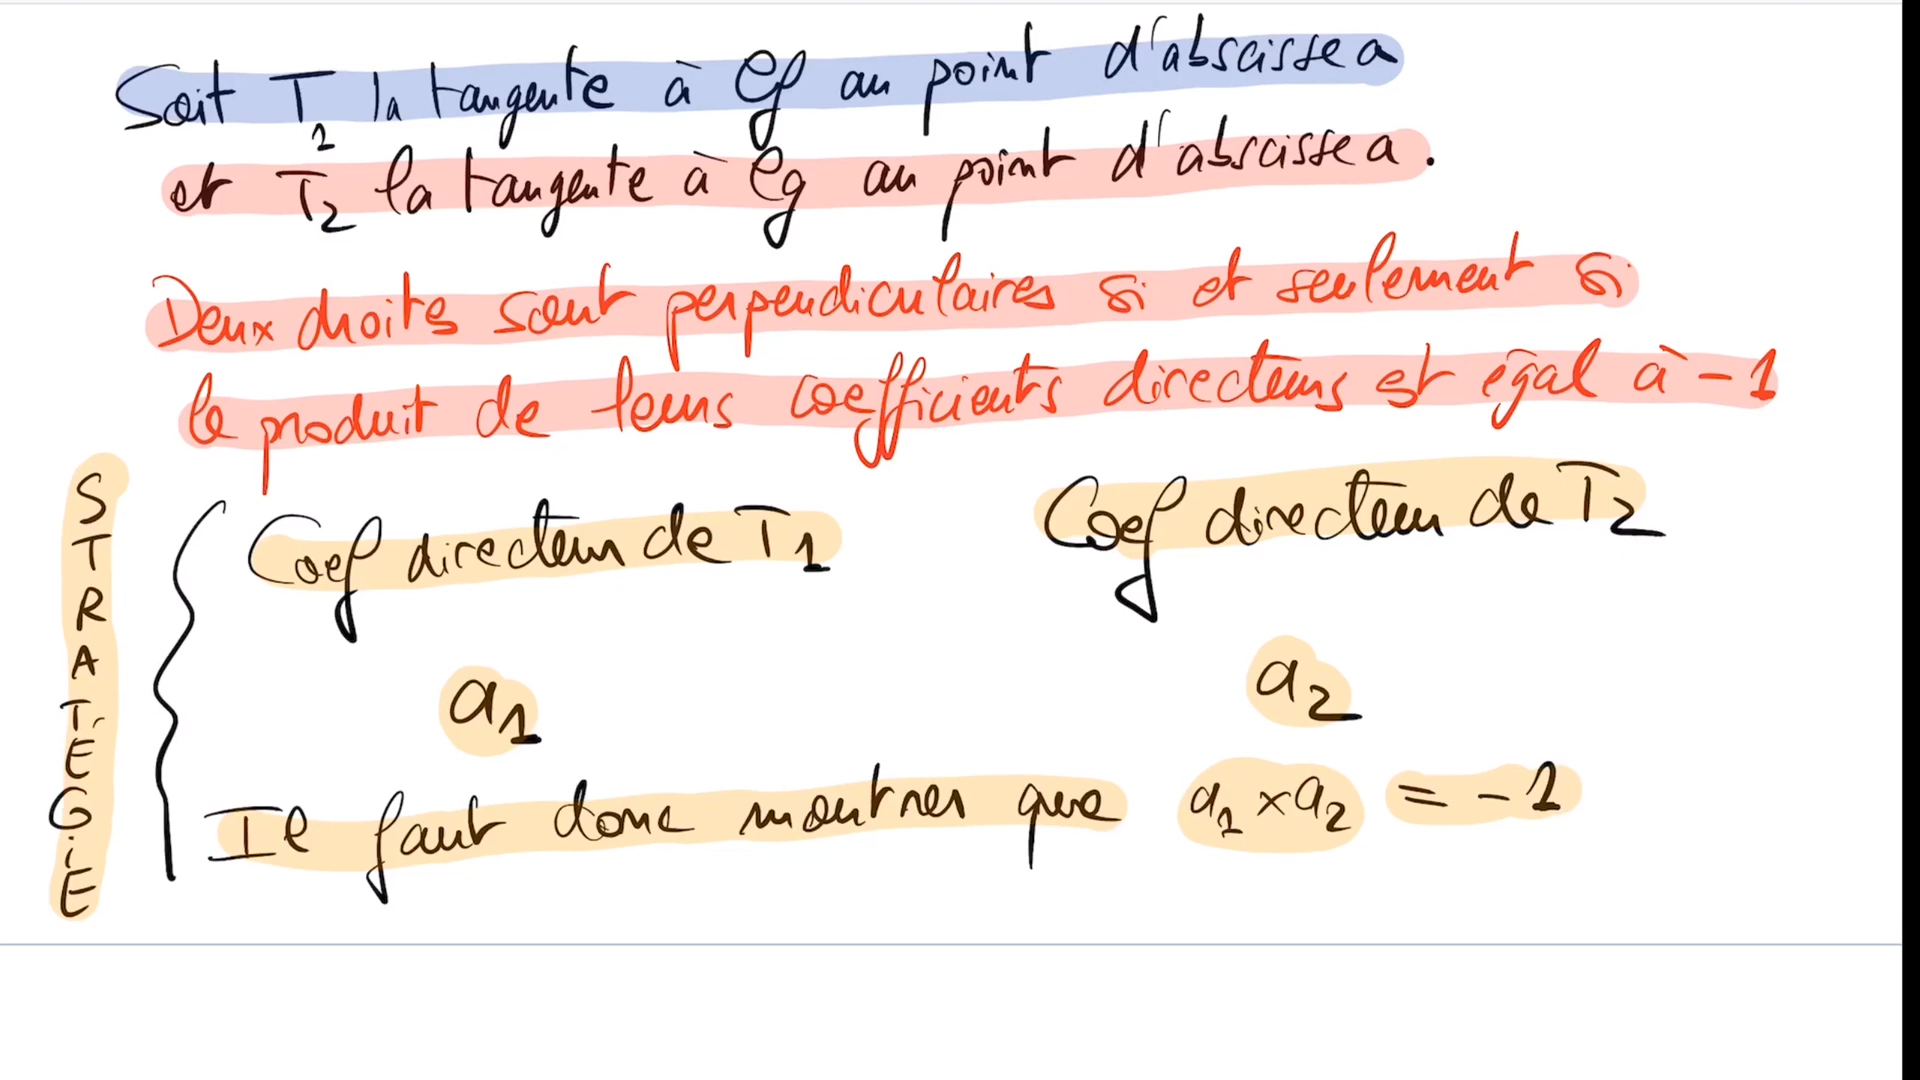 Soit T1 la tangente à Cf au point d'abscisse a
et T2 la tangente à Cg au point d'abscisse a.
Deux droites sont perpendiculaires si et seulement si
le produit de leurs coefficients directeurs est égal à -1
STRATEGIE
Coef directeur de T1
Coef directeur de T2
a1
a2
Il faut donc montrer que a1 × a2 = -1